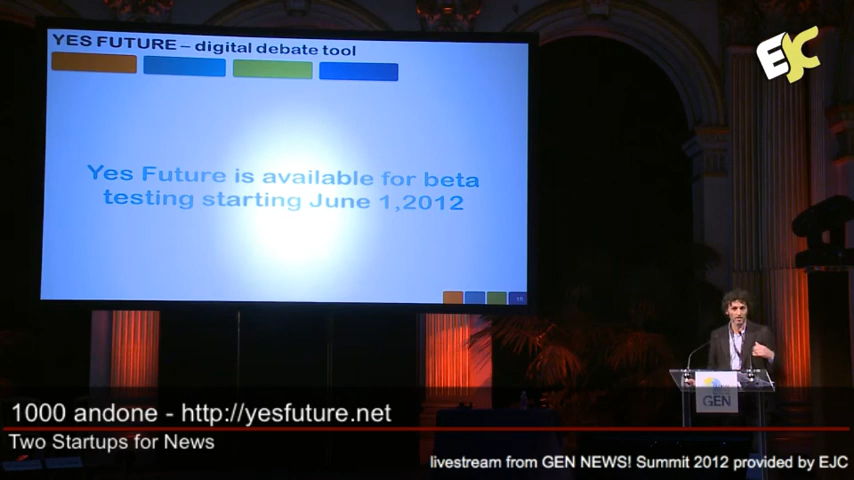 YES FUTURE – digital debate tool
Yes Future is available for beta
testing starting June 1,2012
EJC
GEN
1000 andone - http://yesfuture.net
Two Startups for News
livestream from GEN NEWS! Summit 2012 provided by EJC